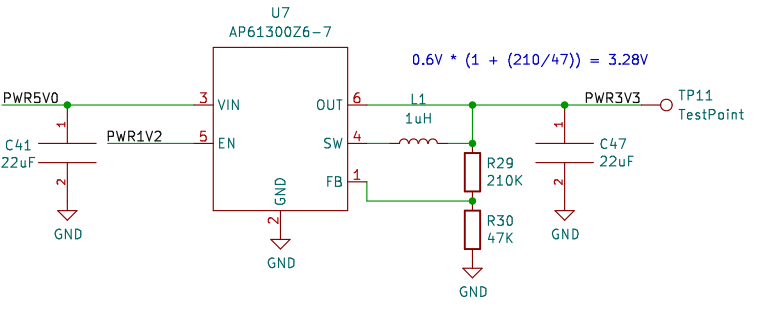 U7
AP61300Z6-7
0.6V * (1 + (210/47)) = 3.28V
PWR5V0
3
VIN
OUT
6
L1
1uH
PWR3V3
TP11
TestPoint
1
C41
22uF
2
GND
PWR1V2
5
EN
SW
4
FB
1
GND
2
GND
R29
210K
R30
47K
GND
1
C47
22uF
2
GND